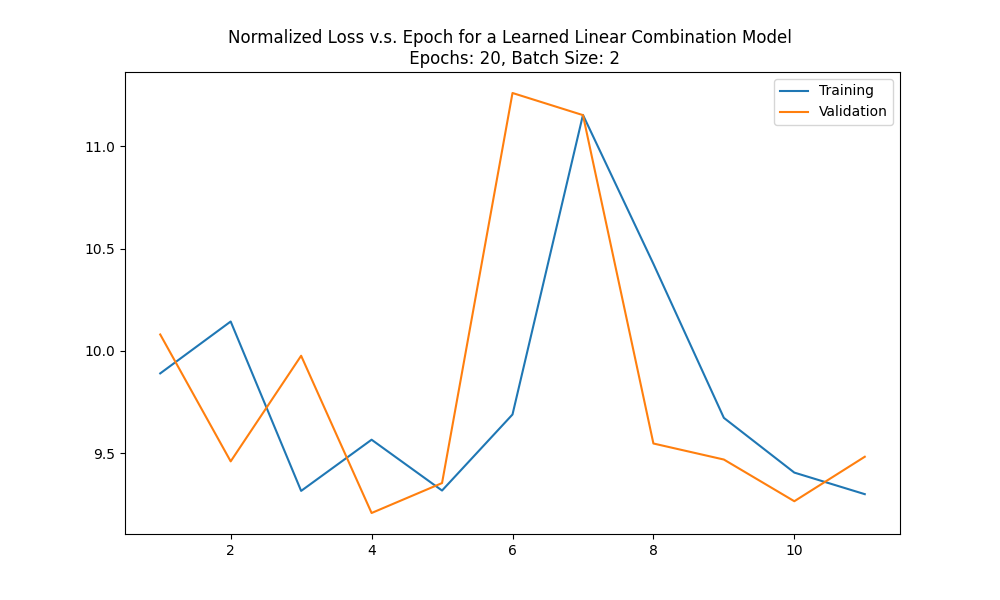 Normalized Loss v.s. Epoch for a Learned Linear Combination Model
Epochs: 20, Batch Size: 2
Training
Validation
11.0
10.5
10.0
9.5
2 4 6 8 10